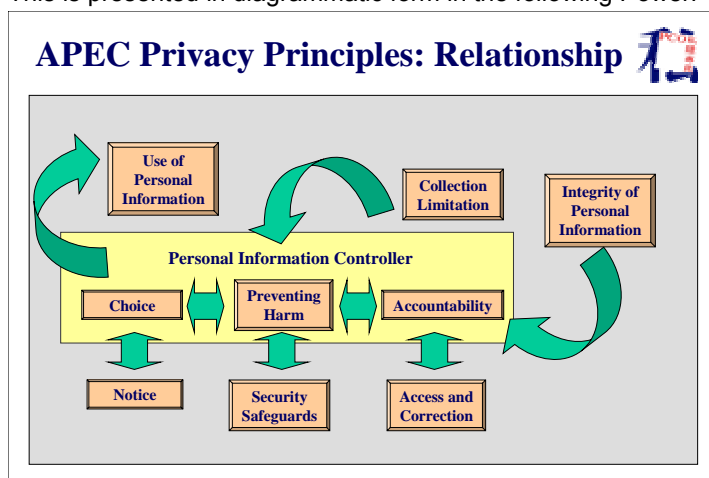 This is presented in diagrammatic form in the following
APEC Privacy Principles: Relationship
Use of
Personal
Information
Collection
Limitation
Integrity of
Personal
Information
Personal Information Controller
Choice
Preventing
Harm
Accountability
Notice
Security
Safeguards
Access and
Correction